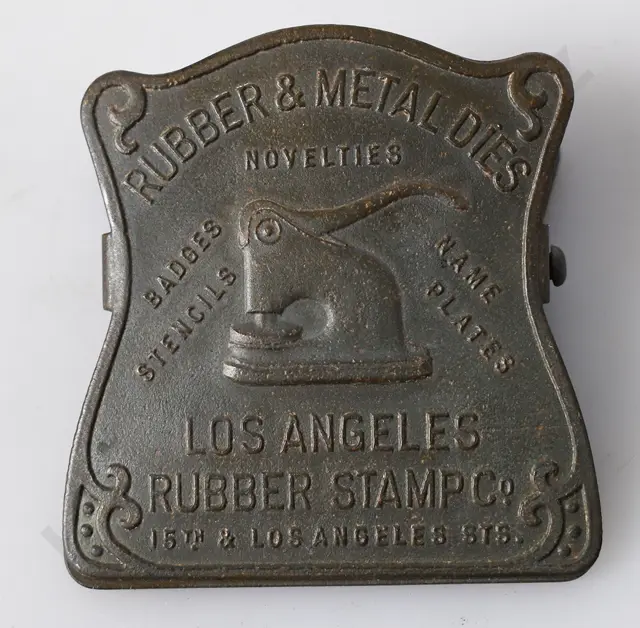 RUBBER & METAL DIES
NOVELTIES
BADGES
STENCILS
NAME
PLATES
LOS ANGELES
RUBBER STAMP Co
15TH & LOS ANGELES STS.